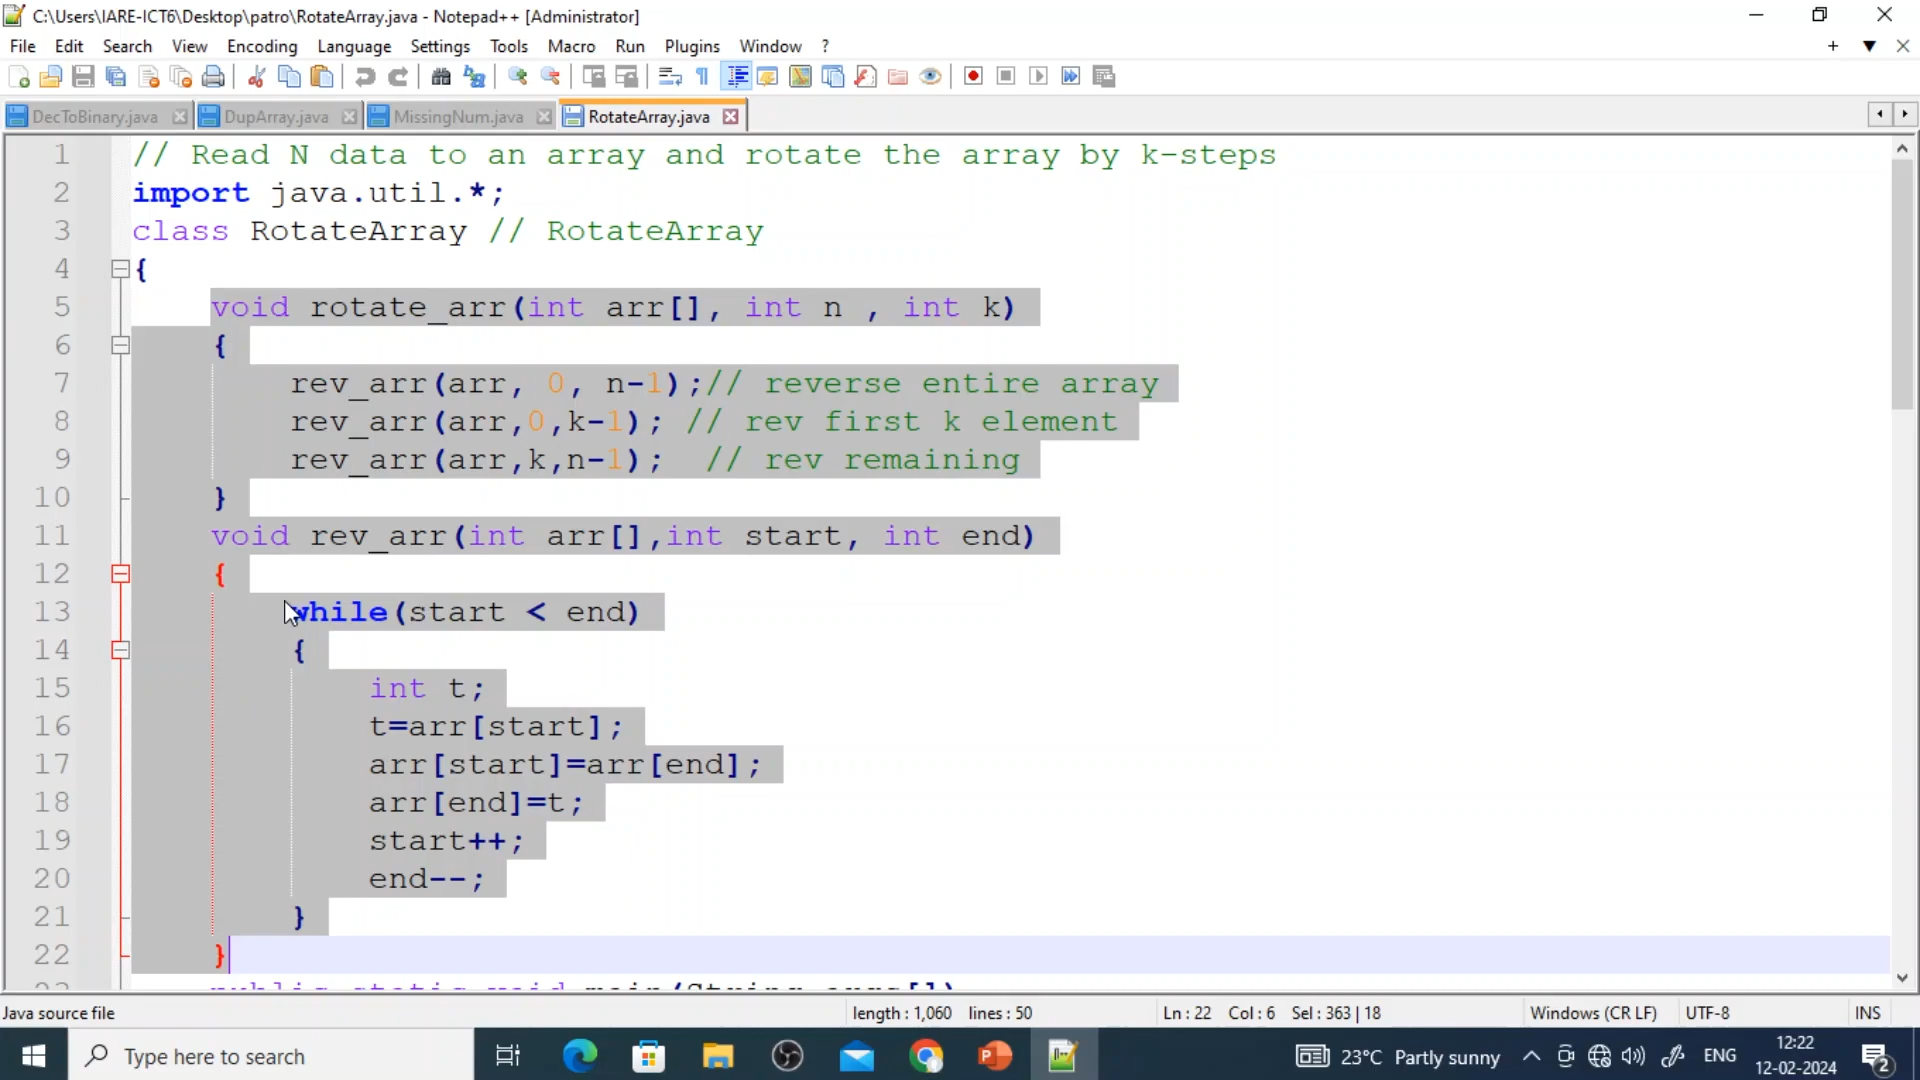 C:\Users\IARE-ICT6\Desktop\patro\RotateArray.java - Notepad++ [Administrator]
File Edit Search View Encoding Language Settings Tools Macro Run Plugins Window ?
DecToBinary.java DupArray.java MissingNum.java RotateArray.java
1 // Read N data to an array and rotate the array by k-steps
2 import java.util.*;
3 class RotateArray // RotateArray
4 {
5 void rotate_arr(int arr[], int n , int k)
6 {
7 rev_arr(arr, 0, n-1);// reverse entire array
8 rev_arr(arr,0,k-1); // rev first k element
9 rev_arr(arr,k,n-1); // rev remaining
10 }
11 void rev_arr(int arr[],int start, int end)
12 {
13 while(start < end)
14 {
15 int t;
16 t=arr[start];
17 arr[start]=arr[end];
18 arr[end]=t;
19 start++;
20 end--;
21 }
22 }
23 public static void main(String args[])
Java source file length : 1,060 lines : 50 Ln : 22 Col : 6 Sel : 363 | 18 Windows (CR LF) UTF-8 INS
Type here to search 23°C Partly sunny ENG 12:22
12-02-2024 2